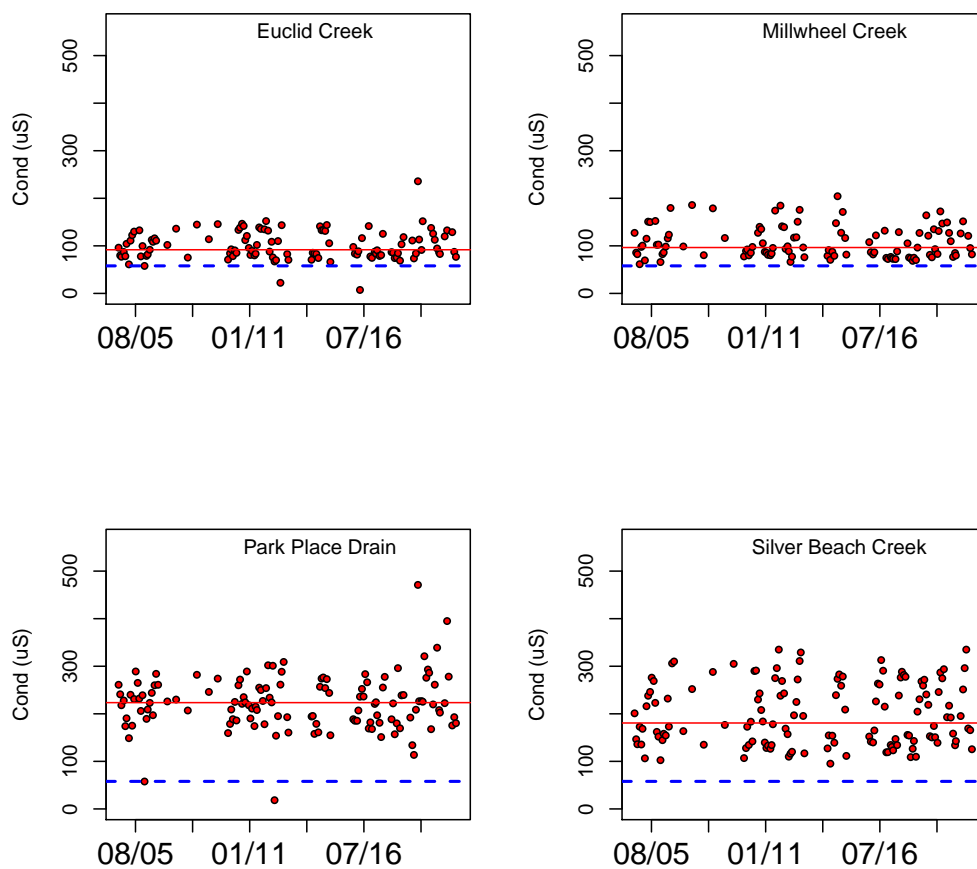 Euclid Creek
Cond (uS)
500
300
100
0
08/05 01/11 07/16
Millwheel Creek
Cond (uS)
500
300
100
0
08/05 01/11 07/16
Park Place Drain
Cond (uS)
500
300
100
0
08/05 01/11 07/16
Silver Beach Creek
Cond (uS)
500
300
100
0
08/05 01/11 07/16